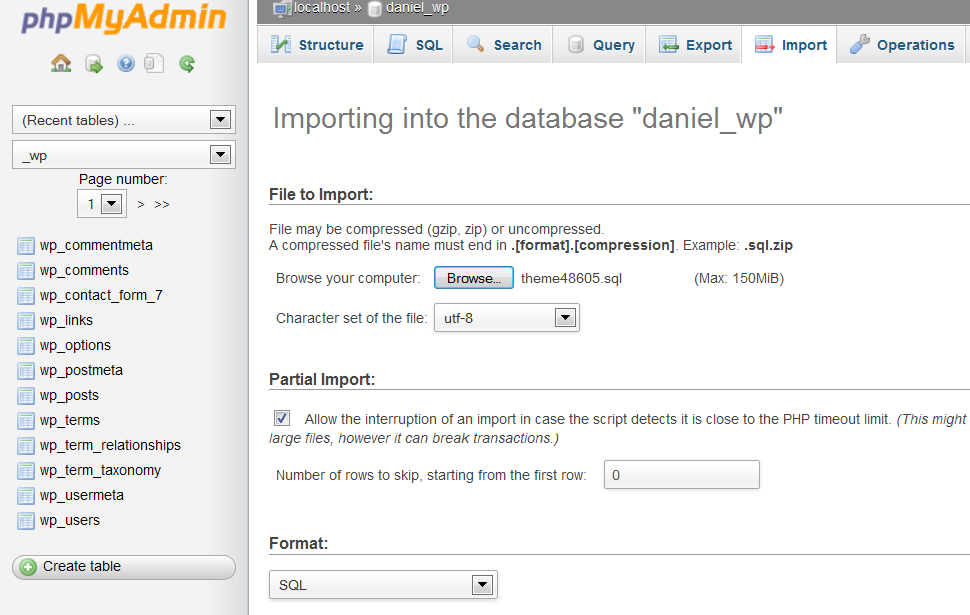 phpMyAdmin
(Recent tables) ...
_wp
Page number:
1 > >>
wp_commentmeta
wp_comments
wp_contact_form_7
wp_links
wp_options
wp_postmeta
wp_posts
wp_terms
wp_term_relationships
wp_term_taxonomy
wp_usermeta
wp_users
Create table
localhost » daniel_wp
Structure SQL Search Query Export Import Operations
Importing into the database "daniel_wp"
File to Import:
File may be compressed (gzip, zip) or uncompressed.
A compressed file's name must end in .[format].[compression]. Example: .sql.zip
Browse your computer: Browse... theme48605.sql (Max: 150MiB)
Character set of the file: utf-8
Partial Import:
Allow the interruption of an import in case the script detects it is close to the PHP timeout limit. (This might
large files, however it can break transactions.)
Number of rows to skip, starting from the first row: 0
Format:
SQL